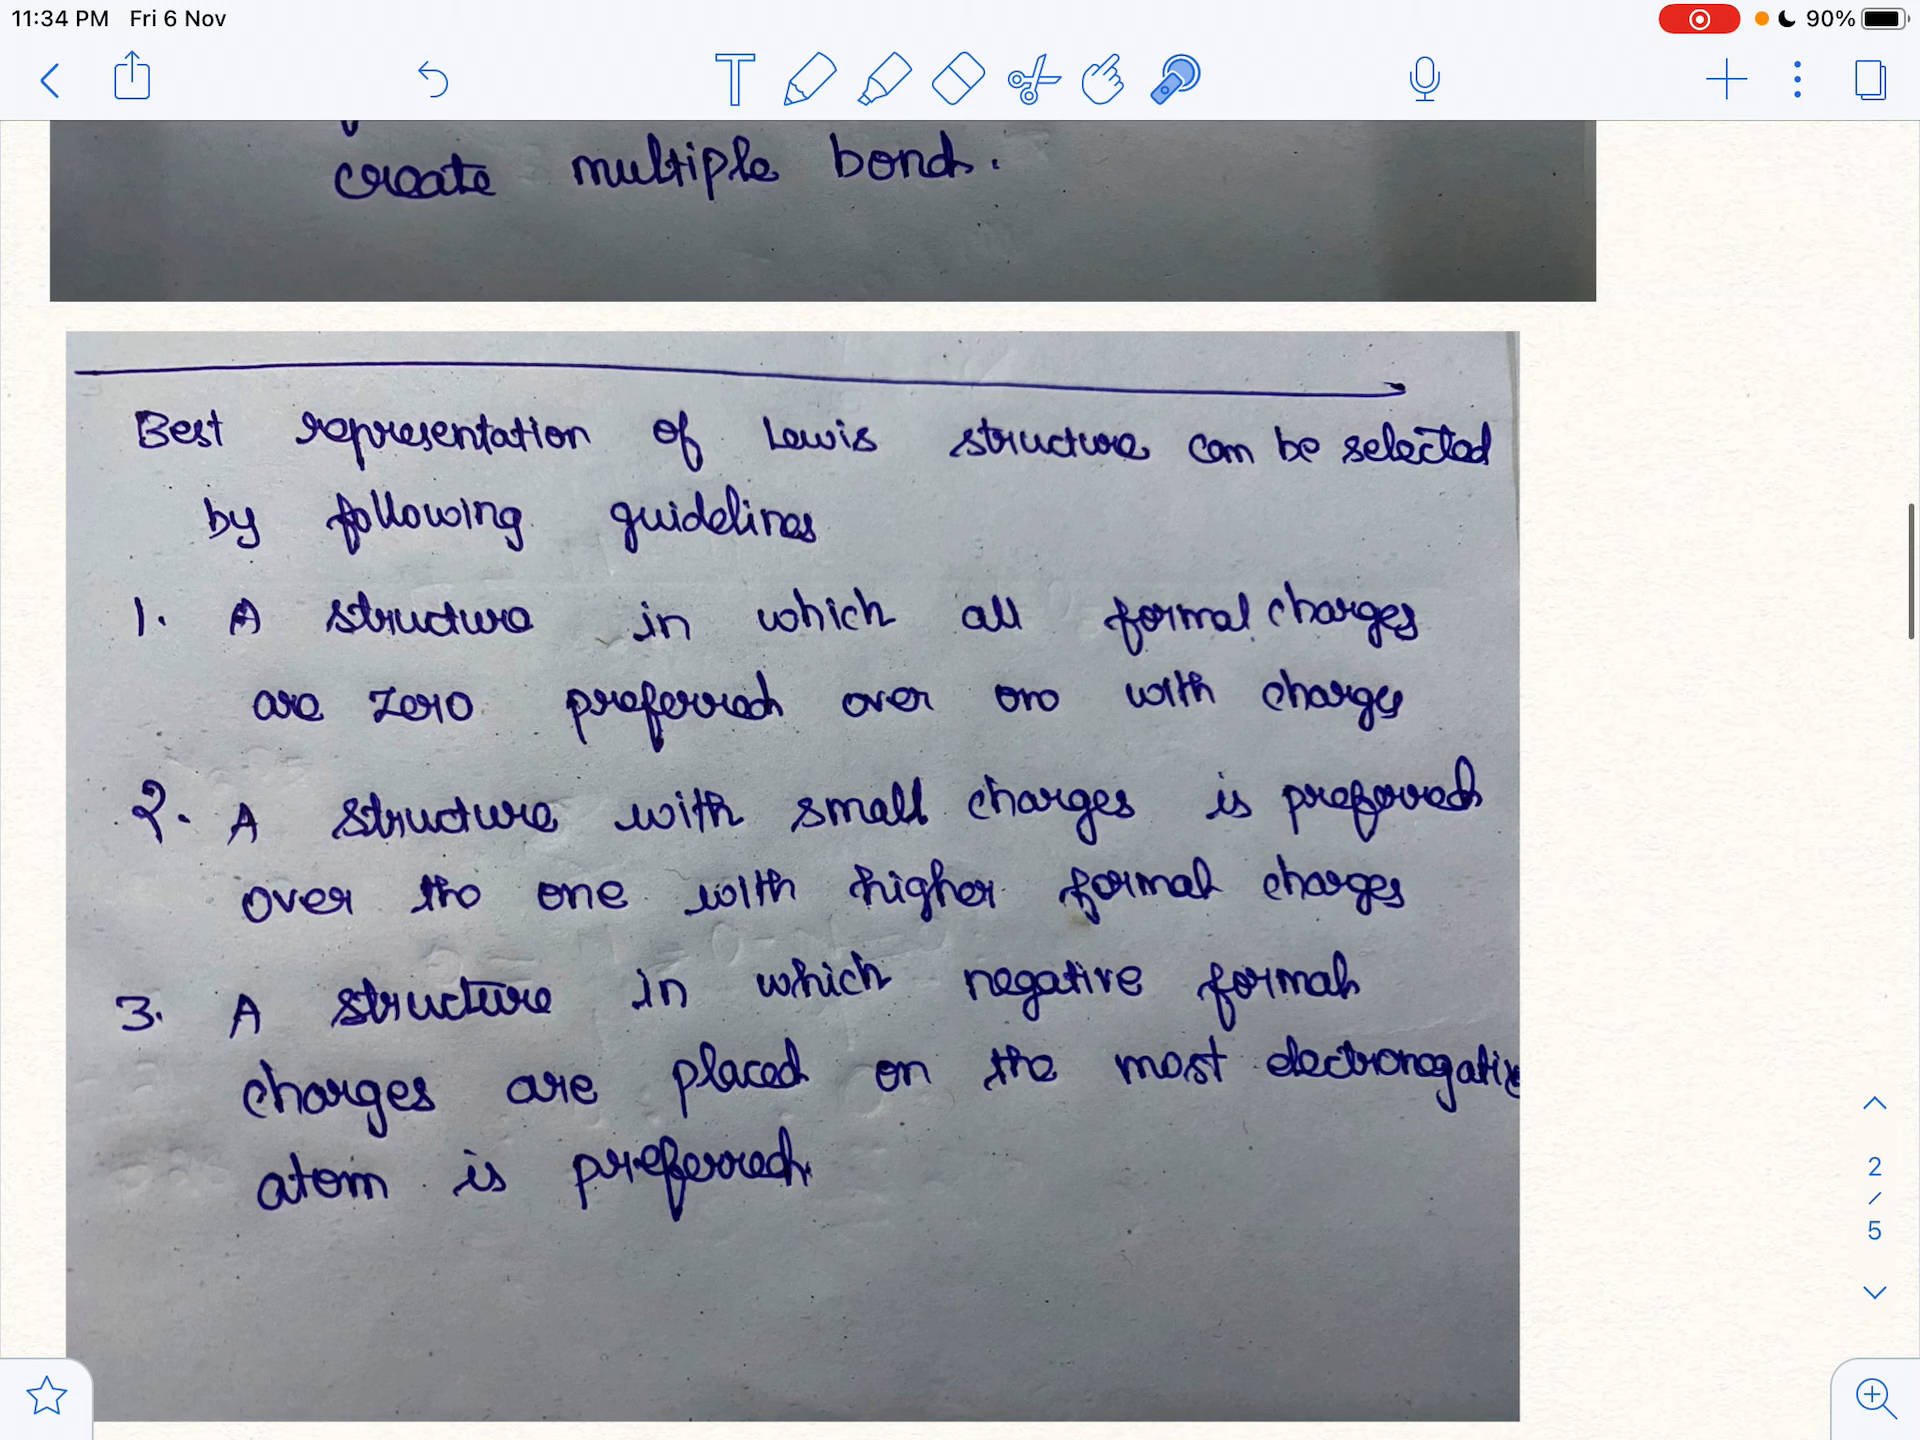 11:34 PM Fri 6 Nov
90%
create multiple bond.
Best representation of Lewis structure can be selected
by following guidelines
1. A structure in which all formal charges
are zero preferred over one with charges
2. A structure with small charges is preferred
over the one with higher formal charges
3. A structure in which negative formal
charges are placed on the most electronegative
atom is preferred.
2
/
5